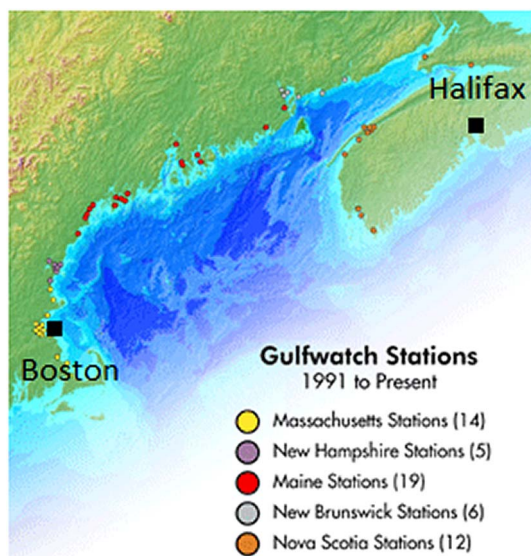 Halifax
Boston
Gulfwatch Stations
1991 to Present
Massachusetts Stations (14)
New Hampshire Stations (5)
Maine Stations (19)
New Brunswick Stations (6)
Nova Scotia Stations (12)